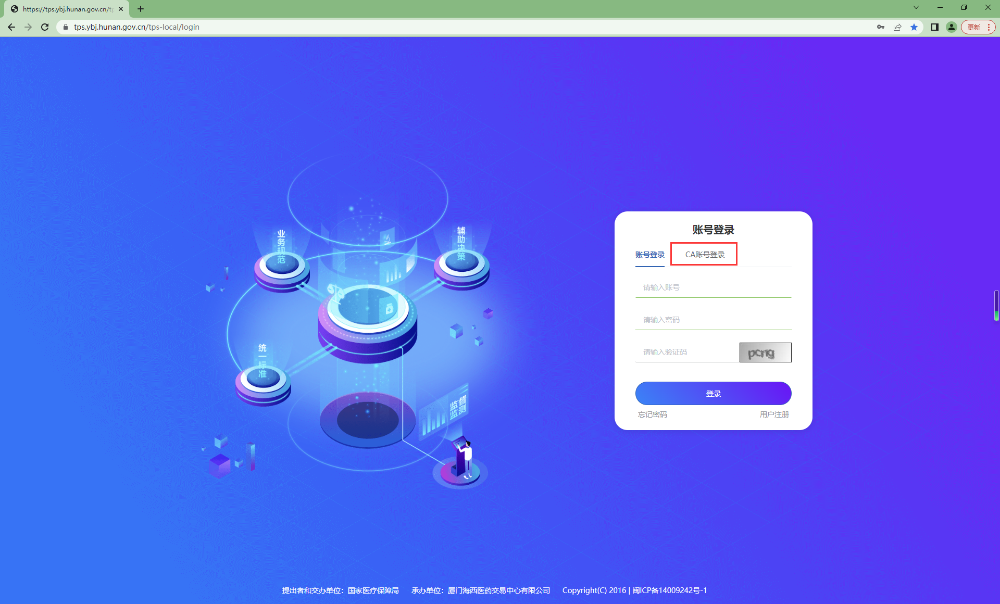 https://tps.ybj.hunan.gov.cn/tp
tps.ybj.hunan.gov.cn/tps-local/login
更新
业务规范
辅助决策
统一标准
监督监测
账号登录
账号登录
CA账号登录
请输入账号
请输入密码
请输入验证码
pcng
登录
忘记密码
用户注册
提出者和交办单位：国家医疗保障局 承办单位：厦门海西医药交易中心有限公司 Copyright(C) 2016 | 闽ICP备14009242号-1